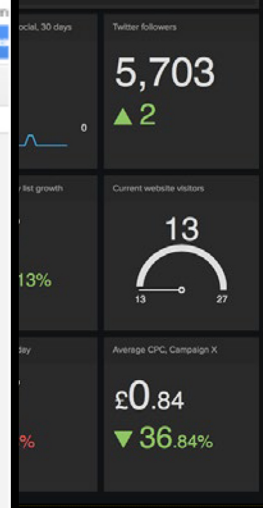 ocial, 30 days
0
Twitter followers
5,703
▲ 2
list growth
13%
Current website visitors
13
13 27
day
%
Average CPC, Campaign X
£0.84
▼ 36.84%